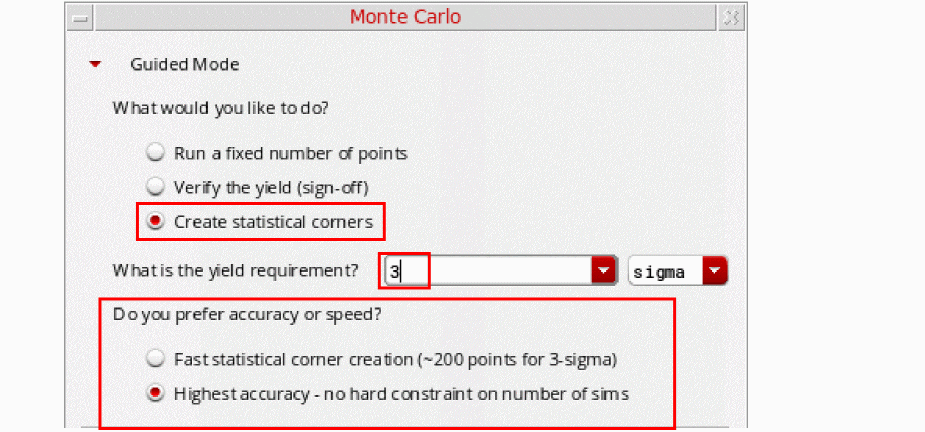 Monte Carlo
Guided Mode
What would you like to do?
Run a fixed number of points
Verify the yield (sign-off)
Create statistical corners
What is the yield requirement? 3 sigma
Do you prefer accuracy or speed?
Fast statistical corner creation (~200 points for 3-sigma)
Highest accuracy - no hard constraint on number of sims